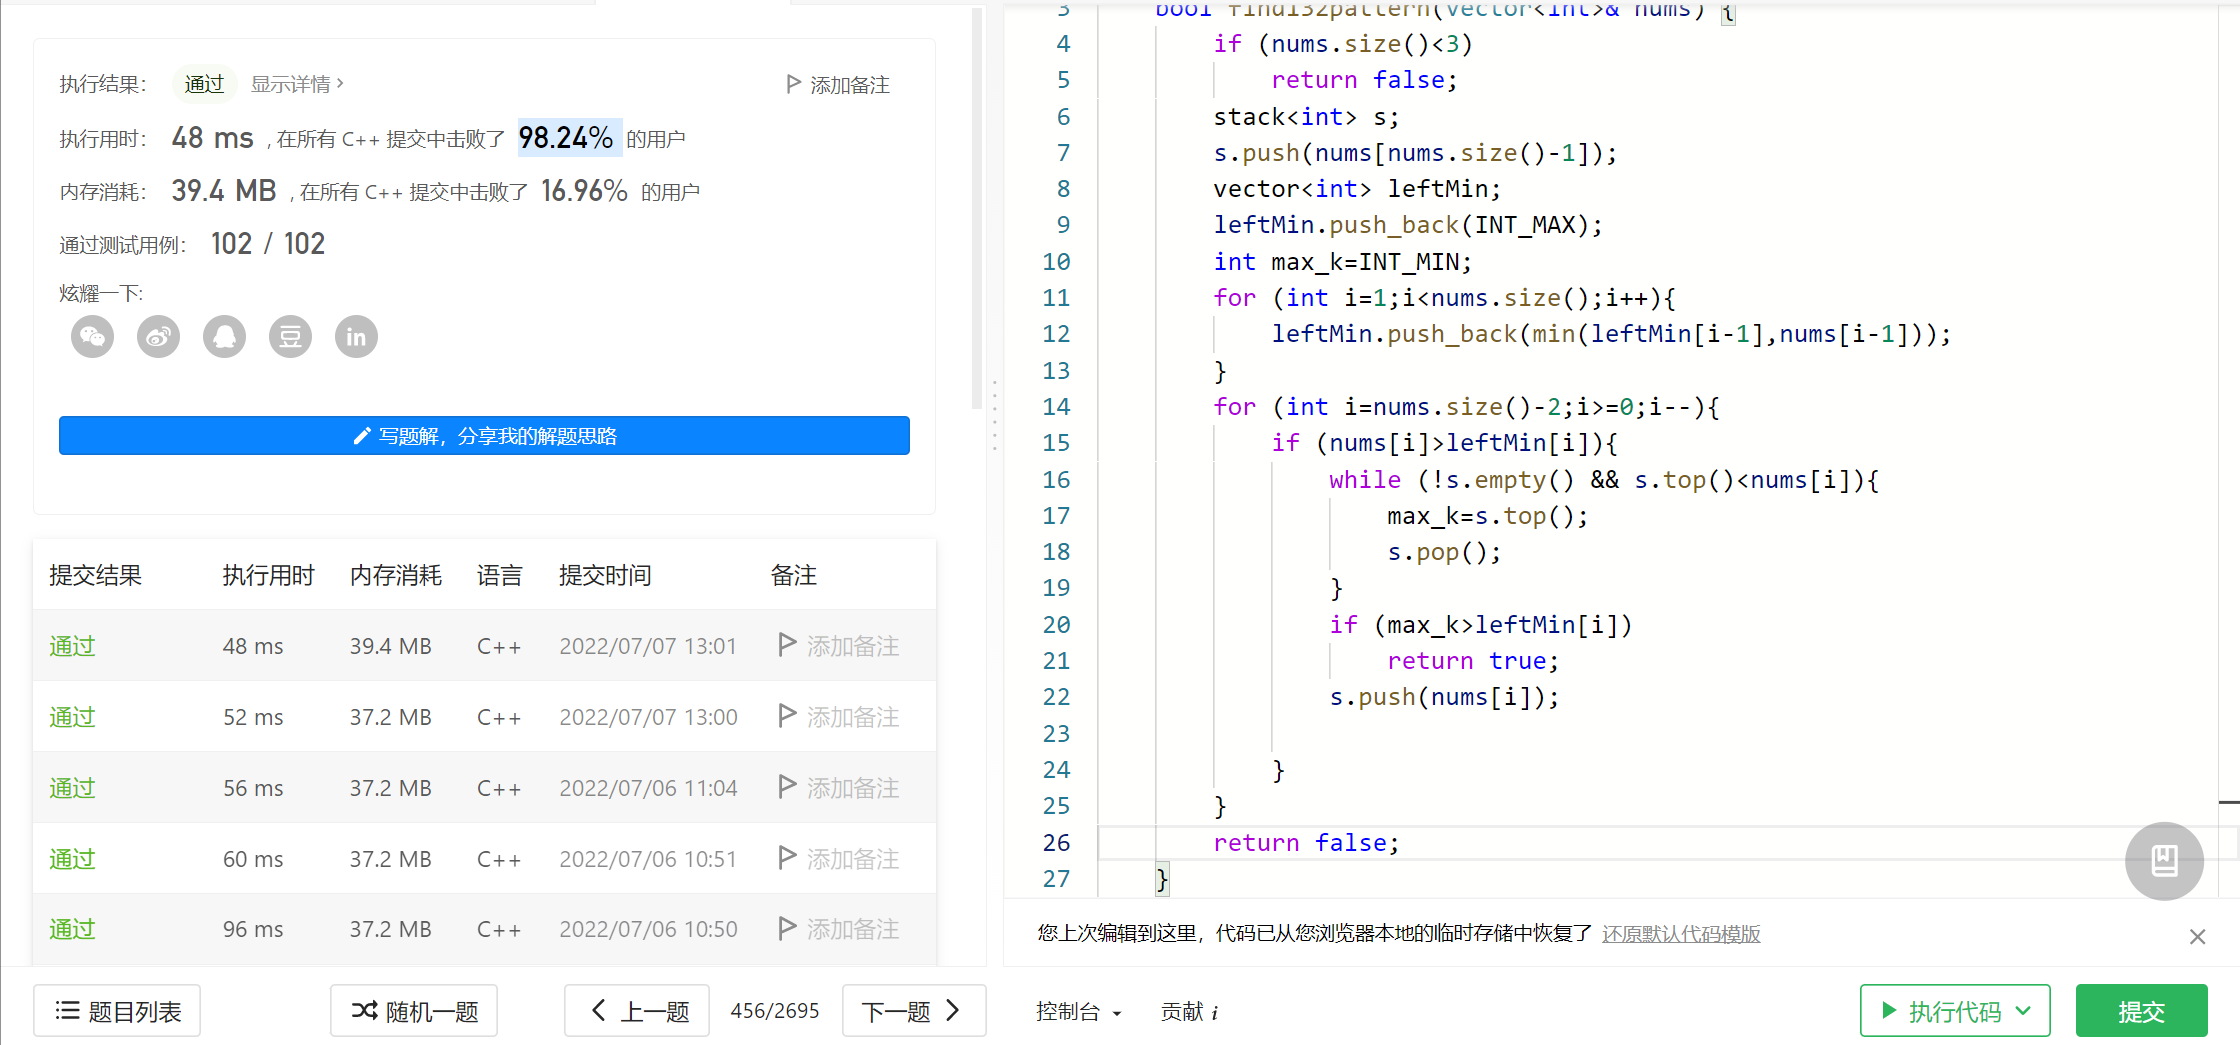 执行结果： 通过 显示详情 › 添加备注
执行用时： 48 ms , 在所有 C++ 提交中击败了 98.24% 的用户
内存消耗： 39.4 MB , 在所有 C++ 提交中击败了 16.96% 的用户
通过测试用例： 102 / 102
炫耀一下:
豆 in
写题解，分享我的解题思路
提交结果 执行用时 内存消耗 语言 提交时间 备注
通过 48 ms 39.4 MB C++ 2022/07/07 13:01 添加备注
通过 52 ms 37.2 MB C++ 2022/07/07 13:00 添加备注
通过 56 ms 37.2 MB C++ 2022/07/06 11:04 添加备注
通过 60 ms 37.2 MB C++ 2022/07/06 10:51 添加备注
通过 96 ms 37.2 MB C++ 2022/07/06 10:50 添加备注
题目列表 随机一题 上一题 456/2695 下一题
3 bool find132pattern(vector<int>& nums) {
4 if (nums.size()<3)
5 return false;
6 stack<int> s;
7 s.push(nums[nums.size()-1]);
8 vector<int> leftMin;
9 leftMin.push_back(INT_MAX);
10 int max_k=INT_MIN;
11 for (int i=1;i<nums.size();i++){
12 leftMin.push_back(min(leftMin[i-1],nums[i-1]));
13 }
14 for (int i=nums.size()-2;i>=0;i--){
15 if (nums[i]>leftMin[i]){
16 while (!s.empty() && s.top()<nums[i]){
17 max_k=s.top();
18 s.pop();
19 }
20 if (max_k>leftMin[i])
21 return true;
22 s.push(nums[i]);
23
24 }
25 }
26 return false;
27 }
您上次编辑到这里，代码已从您浏览器本地的临时存储中恢复了 还原默认代码模版
控制台 贡献 i 执行代码 提交